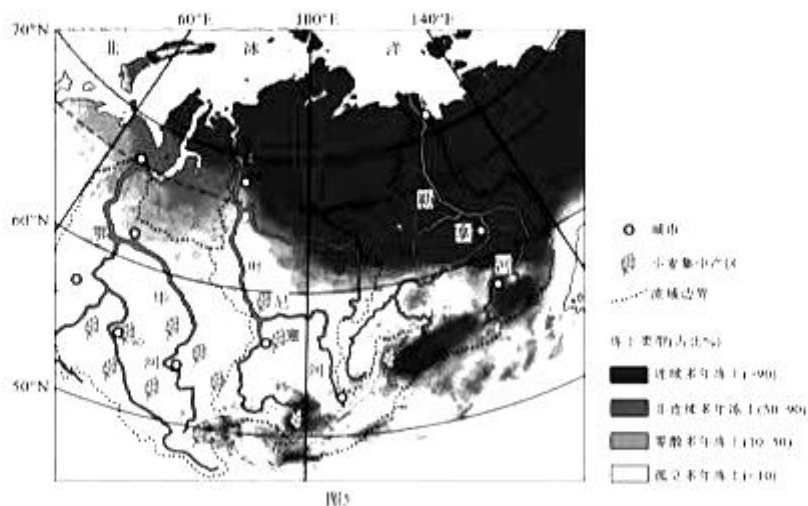 60°E 100°E 140°E
70°N
北 冰 洋
60°N
50°N
鄂
毕
河
叶
尼
塞
河
勒
拿
河
城市
小麦集中产区
流域边界
冻土类型(占比%)
连续多年冻土(>90)
非连续多年冻土(50~90)
零散多年冻土(10~50)
孤立多年冻土(<10)